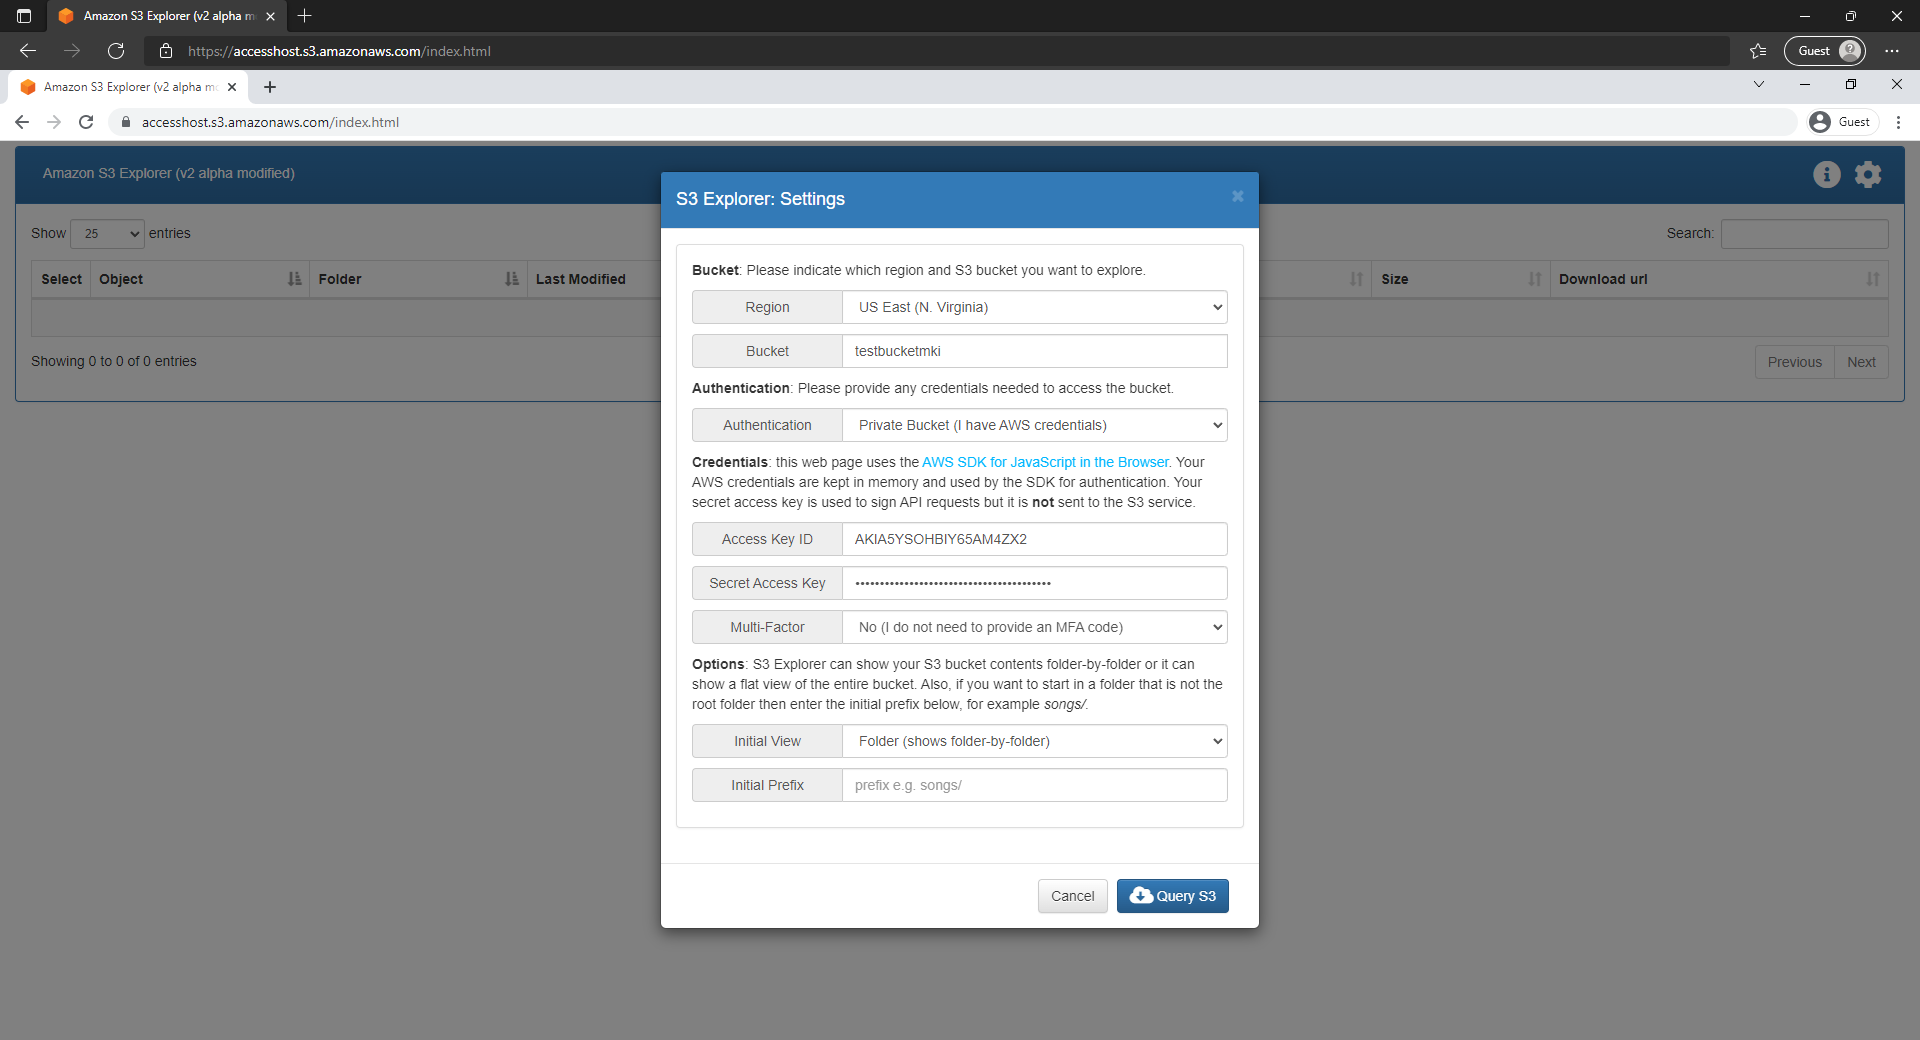 Amazon S3 Explorer (v2 alpha m
https://accesshost.s3.amazonaws.com/index.html
Guest
Amazon S3 Explorer (v2 alpha mo
accesshost.s3.amazonaws.com/index.html
Guest
Amazon S3 Explorer (v2 alpha modified)
Show 25 entries
Search:
Select Object Folder Last Modified Size Download url
Showing 0 to 0 of 0 entries
Previous Next
S3 Explorer: Settings
Bucket: Please indicate which region and S3 bucket you want to explore.
Region US East (N. Virginia)
Bucket testbucketmki
Authentication: Please provide any credentials needed to access the bucket.
Authentication Private Bucket (I have AWS credentials)
Credentials: this web page uses the AWS SDK for JavaScript in the Browser. Your
AWS credentials are kept in memory and used by the SDK for authentication. Your
secret access key is used to sign API requests but it is not sent to the S3 service.
Access Key ID AKIA5YSOHBIY65AM4ZX2
Secret Access Key ••••••••••••••••••••••••••••••••••••••••
Multi-Factor No (I do not need to provide an MFA code)
Options: S3 Explorer can show your S3 bucket contents folder-by-folder or it can
show a flat view of the entire bucket. Also, if you want to start in a folder that is not the
root folder then enter the initial prefix below, for example songs/.
Initial View Folder (shows folder-by-folder)
Initial Prefix prefix e.g. songs/
Cancel Query S3